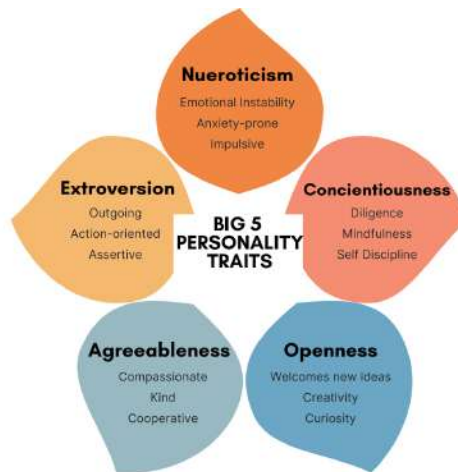 Nueroticism
Emotional Instability
Anxiety-prone
Impulsive
Extroversion
Outgoing
Action-oriented
Assertive
BIG 5
PERSONALITY
TRAITS
Concientiousness
Diligence
Mindfulness
Self Discipline
Agreeableness
Compassionate
Kind
Cooperative
Openness
Welcomes new ideas
Creativity
Curiosity